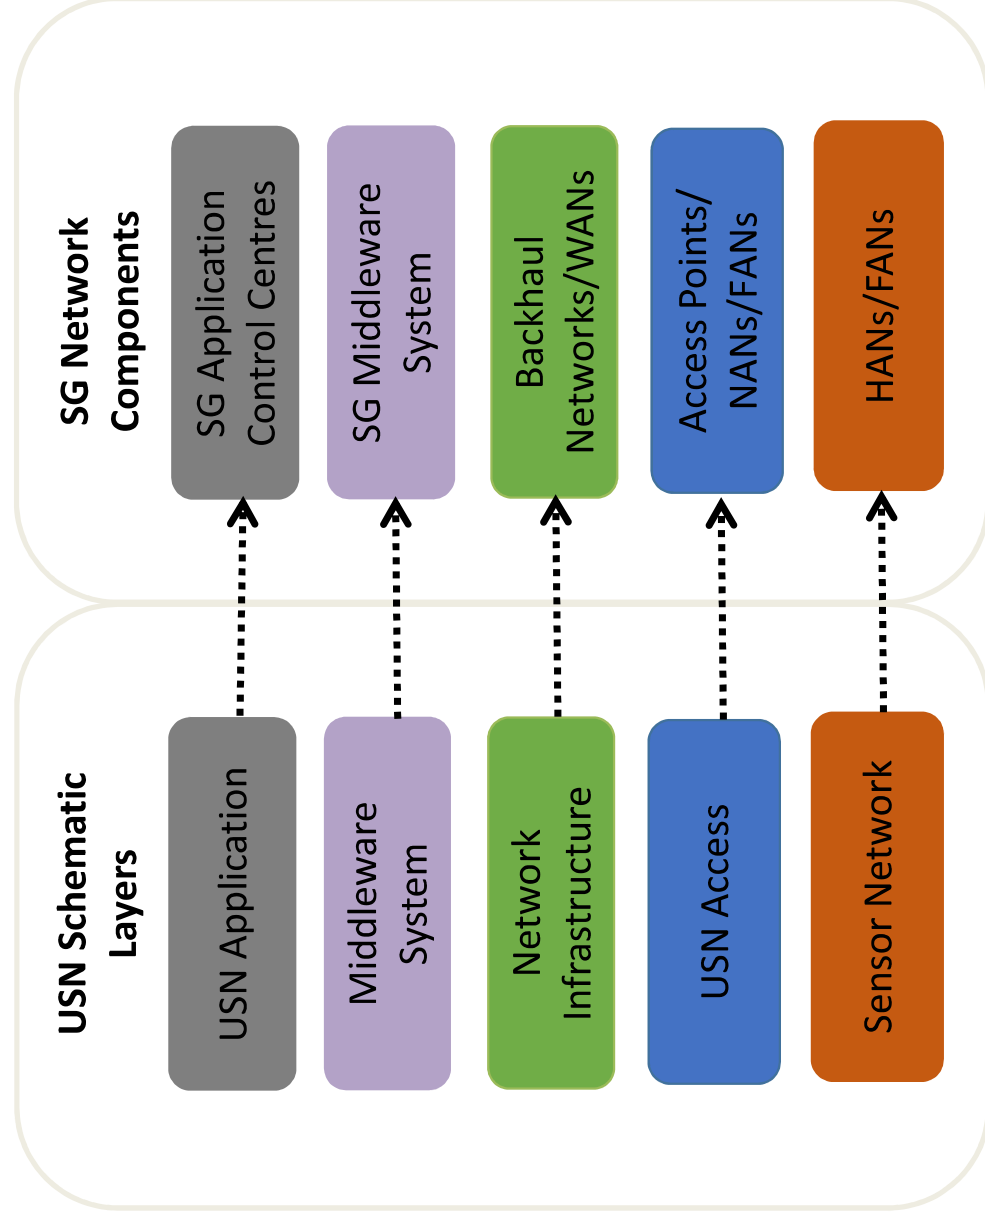 USN Schematic
Layers
USN Application
Middleware
System
Network
Infrastructure
USN Access
Sensor Network
SG Network
Components
SG Application
Control Centres
SG Middleware
System
Backhaul
Networks/WANs
Access Points/
NANs/FANs
HANs/FANs